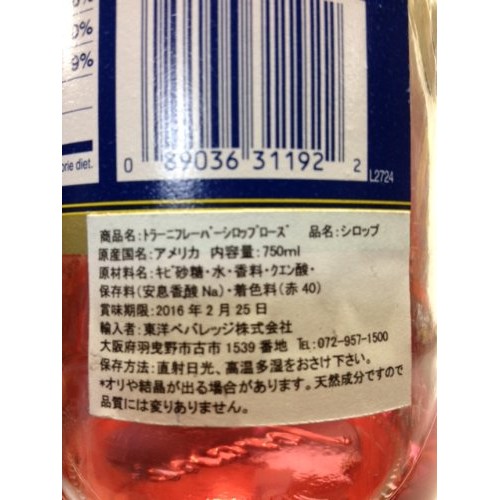 0%
9%
orie diet.
0 89036 31192 2
L2724
商品名:ﾄﾗｰﾆﾌﾚｰﾊﾞｰｼﾛｯﾌﾟﾛｰｽﾞ 品名:シロップ
原産国名:アメリカ 内容量:750ml
原材料名:キビ砂糖・水・香料・クエン酸・
保存料(安息香酸Na)・着色料(赤40)
賞味期限:2016年2月25日
輸入者:東洋ベバレッジ株式会社
大阪府羽曳野市古市1539番地 TEL:072-957-1500
保存方法:直射日光、高温多湿をおさけ下さい。
*オリや結晶が出る場合があります。天然成分ですので
品質には変りありません。